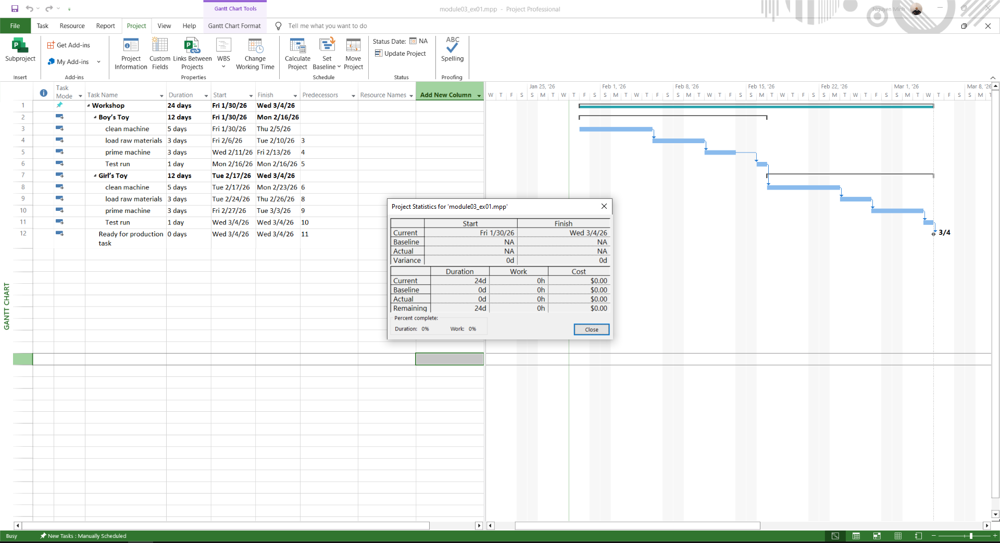 Gantt Chart Tools
module03_ex01.mpp - Project Professional
Nguyen Minh
File Task Resource Report Project View Help Gantt Chart Format Tell me what you want to do
Subproject
Insert
Get Add-ins
My Add-ins
Add-ins
Project Information
Custom Fields
Links Between Projects
WBS
Change Working Time
Properties
Calculate Project
Set Baseline
Move Project
Schedule
Status Date: NA
Update Project
Status
ABC
Spelling
Proofing
Task Mode Task Name Duration Start Finish Predecessors Resource Names Add New Column
1 Workshop 24 days Fri 1/30/26 Wed 3/4/26
2 Boy’s Toy 12 days Fri 1/30/26 Mon 2/16/26
3 clean machine 5 days Fri 1/30/26 Thu 2/5/26
4 load raw materials 3 days Fri 2/6/26 Tue 2/10/26 3
5 prime machine 3 days Wed 2/11/26 Fri 2/13/26 4
6 Test run 1 day Mon 2/16/26 Mon 2/16/26 5
7 Girl’s Toy 12 days Tue 2/17/26 Wed 3/4/26
8 clean machine 5 days Tue 2/17/26 Mon 2/23/26 6
9 load raw materials 3 days Tue 2/24/26 Thu 2/26/26 8
10 prime machine 3 days Fri 2/27/26 Tue 3/3/26 9
11 Test run 1 day Wed 3/4/26 Wed 3/4/26 10
12 Ready for production task 0 days Wed 3/4/26 Wed 3/4/26 11
Jan 25, '26 Feb 1, '26 Feb 8, '26 Feb 15, '26 Feb 22, '26 Mar 1, '26 Mar 8, '26
W T F S S M T W T F S S M T W T F S S M T W T F S S M T W T F S S M T W T F S S M T W T F S S M
3/4
Project Statistics for 'module03_ex01.mpp'
Start Finish
Current Fri 1/30/26 Wed 3/4/26
Baseline NA NA
Actual NA NA
Variance 0d 0d
Duration Work Cost
Current 24d 0h $0.00
Baseline 0d 0h $0.00
Actual 0d 0h $0.00
Remaining 24d 0h $0.00
Percent complete:
Duration: 0% Work: 0%
Close
GANTT CHART
Busy New Tasks : Manually Scheduled